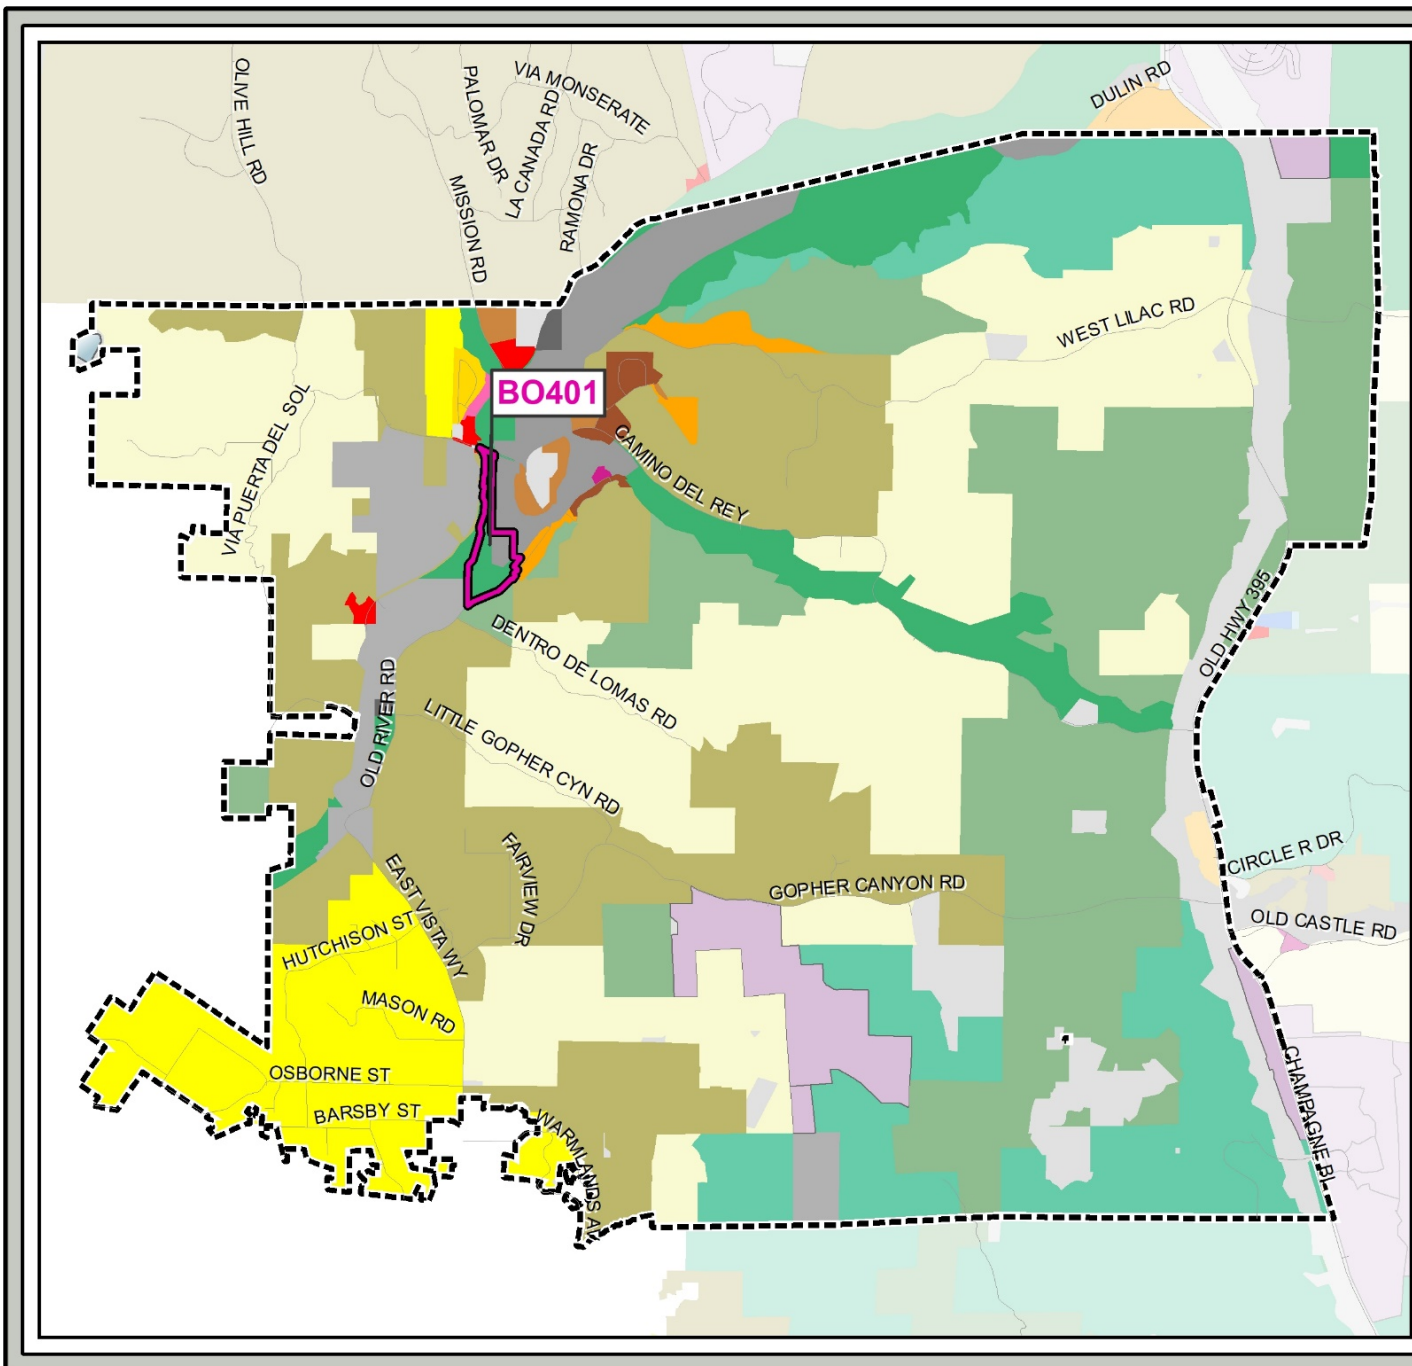 DULIN RD
VIA MONSERATE
OLIVE HILL RD
PALOMAR DR
LA CANADA RD
RAMONA DR
MISSION RD
WEST LILAC RD
BO401
VIA PUERTA DEL SOL
CAMINO DEL REY
OLD HWY 395
DENTRO DE LOMAS RD
OLD RIVER RD
LITTLE GOPHER CYN RD
FAIRVIEW DR
EAST VISTA WY
GOPHER CANYON RD
CIRCLE R DR
OLD CASTLE RD
HUTCHISON ST
MASON RD
OSBORNE ST
BARSBY ST
WARMLANDS AV
CHAMPAGNE BL